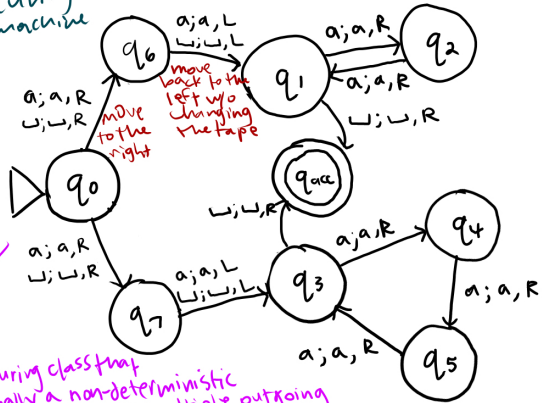 machine
a; a, L
⊔; ⊔, L
q6
a; a, R
q2
move
back to the
left w/o
changing
the tape
q1
a; a, R
a; a, R
⊔; ⊔, R
move
to the
right
⊔; ⊔, R
q0
qacc
⊔; ⊔, R
a; a, R
q4
a; a, R
⊔; ⊔, R
a; a, L
⊔; ⊔, L
q3
a; a, R
q7
a; a, R
q5
uring class that
a non-deterministic